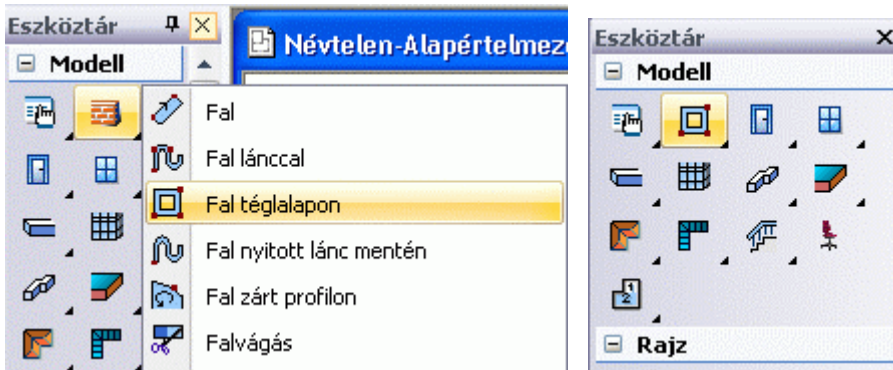 Eszköztár
Modell
Névtelen-Alapértelmez
Fal
Fal lánccal
Fal téglalapon
Fal nyitott lánc mentén
Fal zárt profilon
Falvágás
Eszköztár
Modell
Rajz